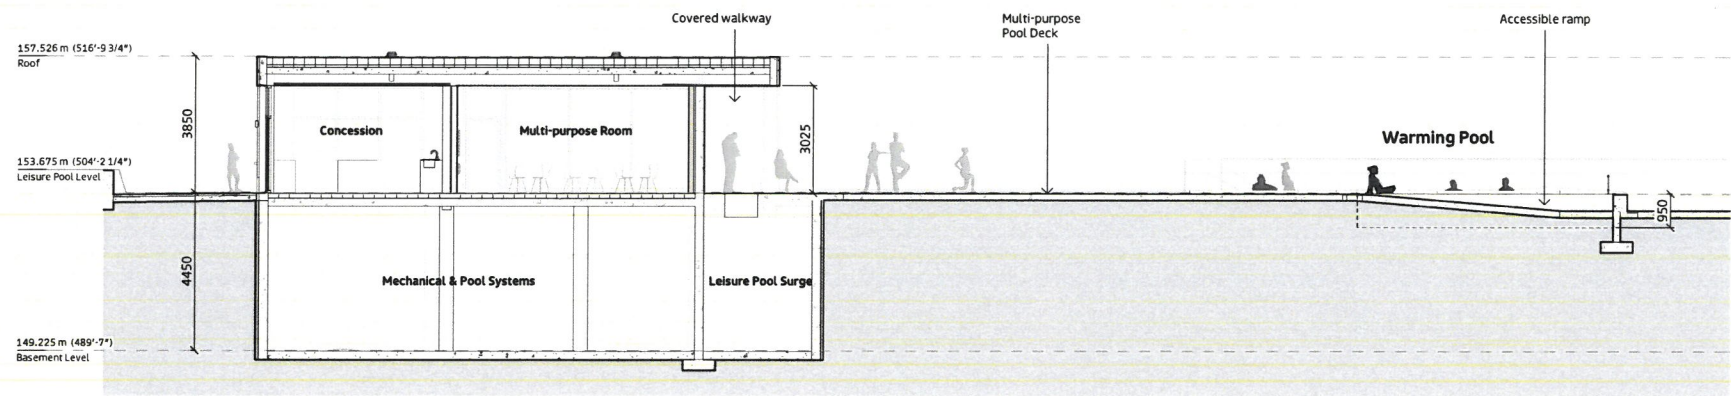 Covered walkway
Multi-purpose
Pool Deck
Accessible ramp
157.526 m (516'-9 3/4")
Roof
3850
3025
Concession
Multi-purpose Room
Warming Pool
153.675 m (504'-2 1/4")
Leisure Pool Level
950
4450
Mechanical & Pool Systems
Leisure Pool Surge
149.225 m (489'-7")
Basement Level